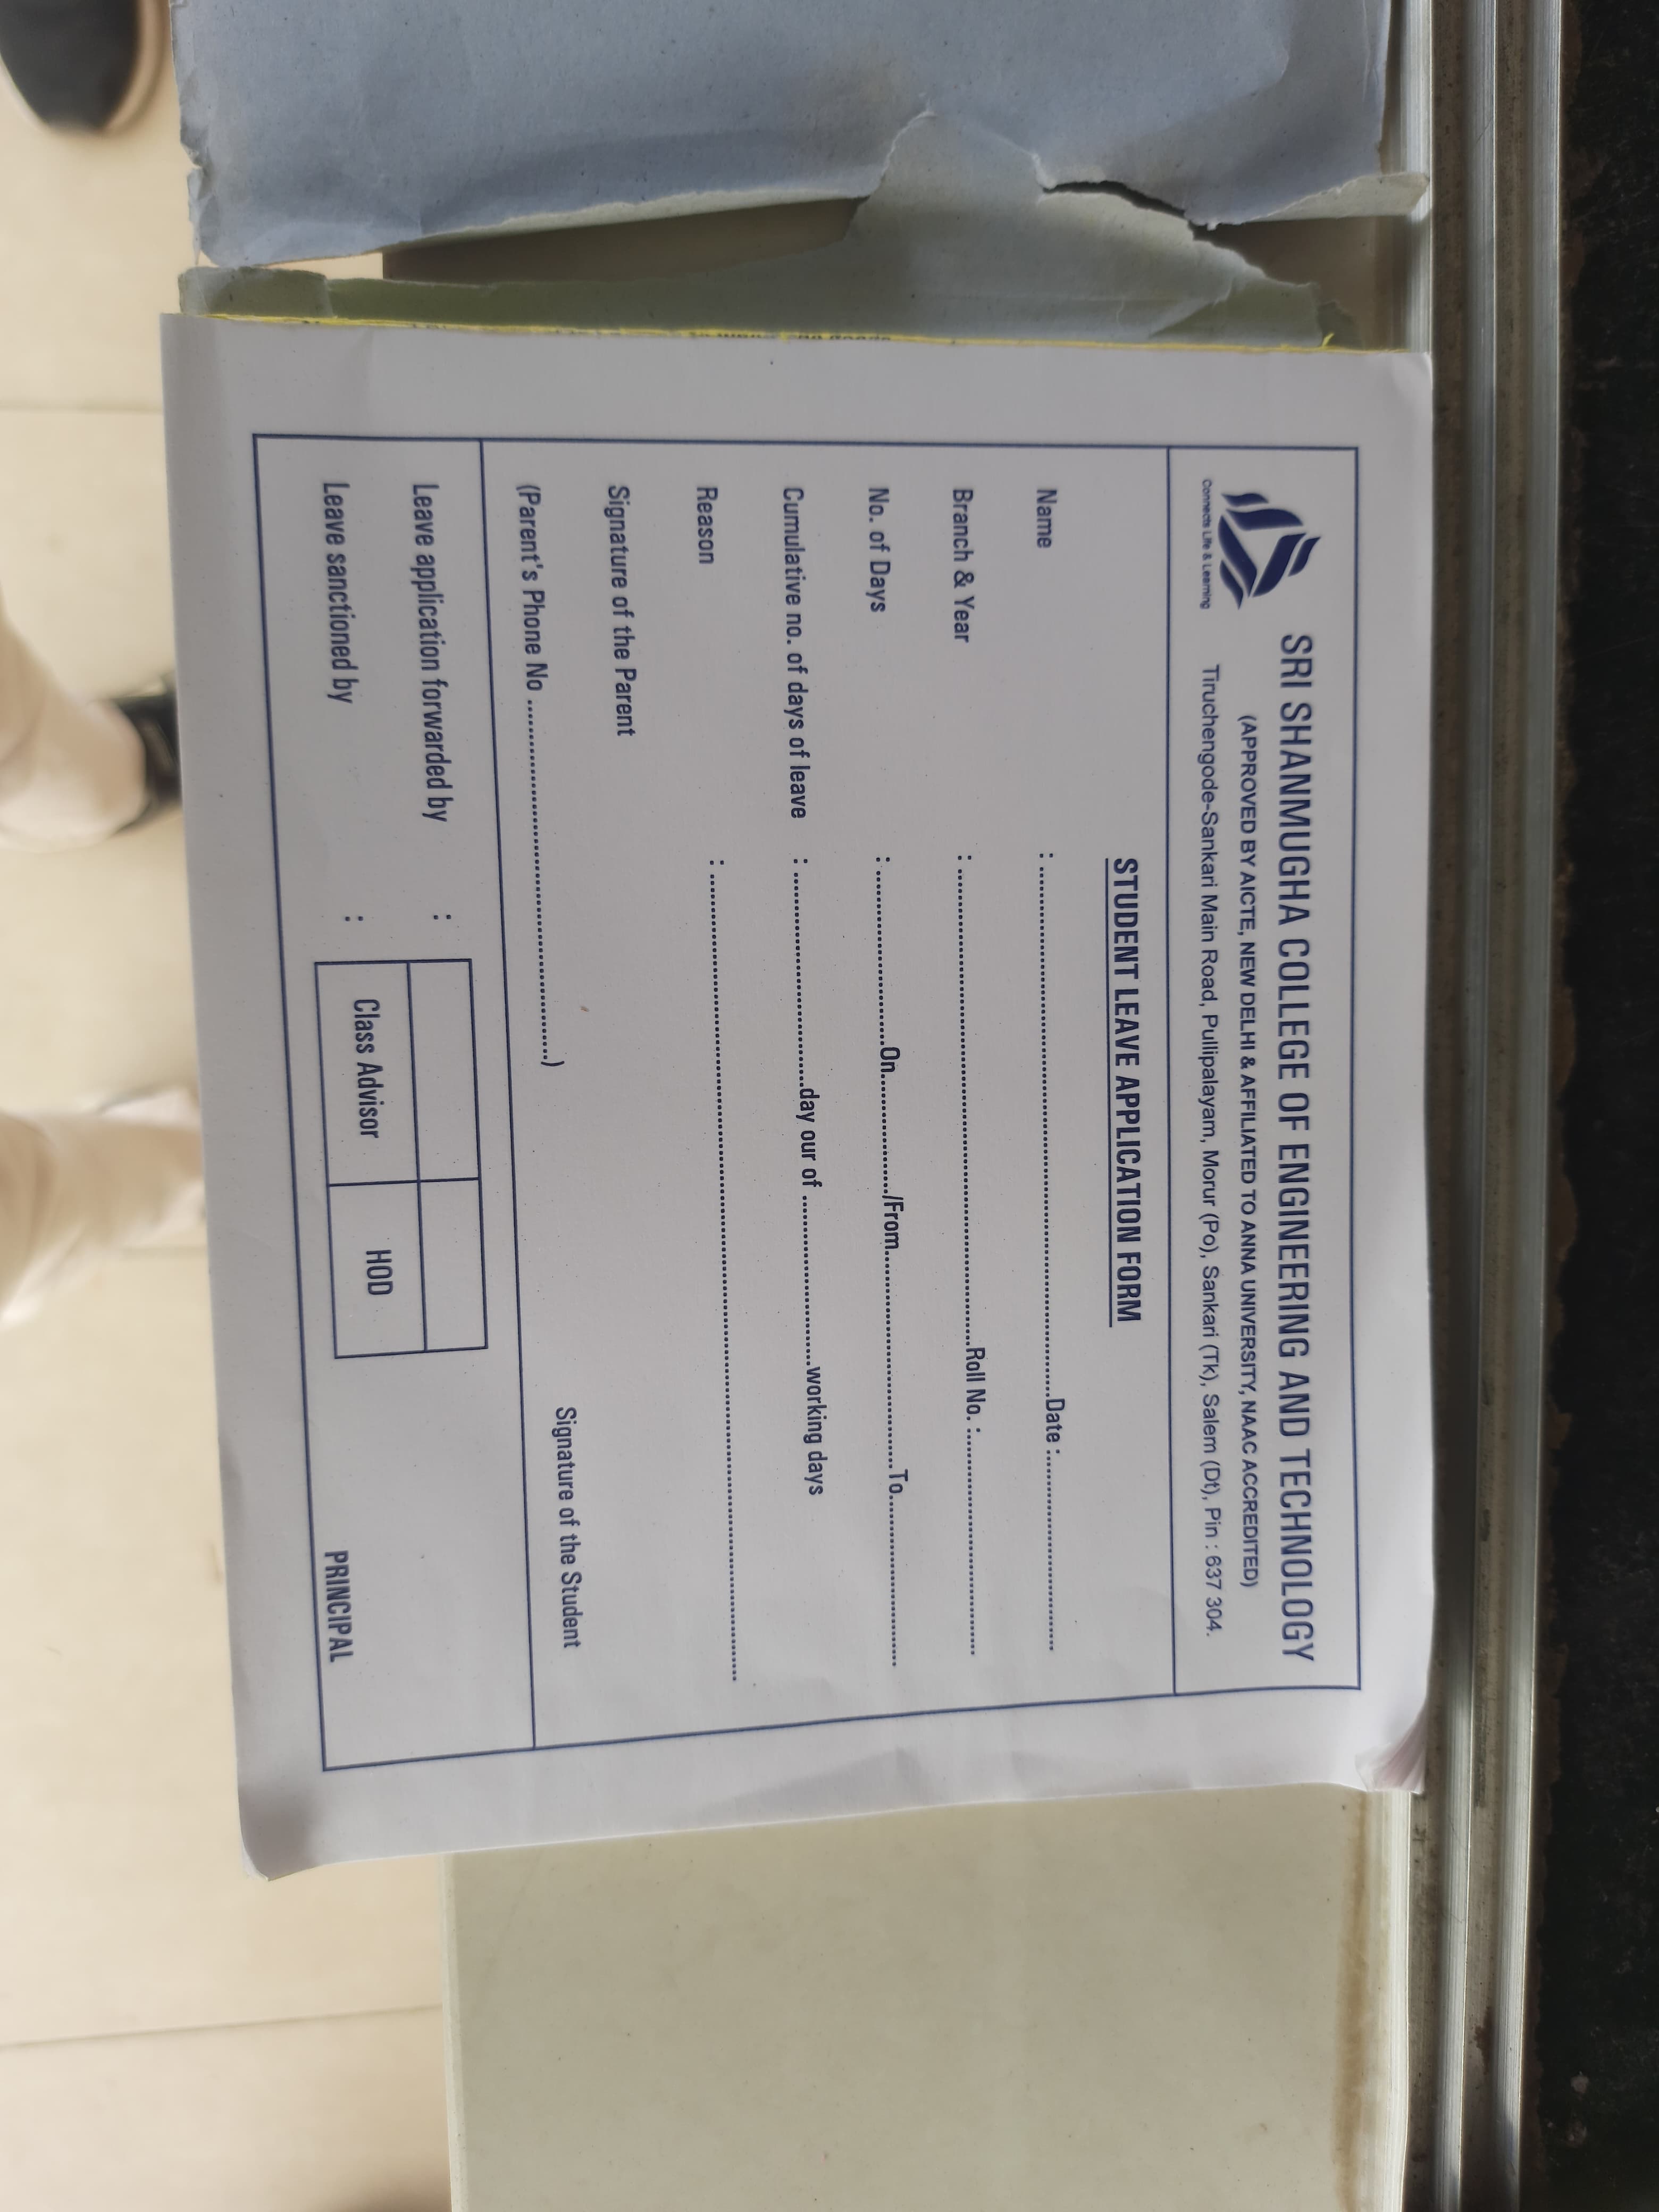 SRI SHANMUGHA COLLEGE OF ENGINEERING AND TECHNOLOGY
(APPROVED BY AICTE, NEW DELHI & AFFILIATED TO ANNA UNIVERSITY, NAAC ACCREDITED)
Connects Life & Learning
Tiruchengode-Sankari Main Road, Pullipalayam, Morur (Po), Sankari (Tk), Salem (Dt), Pin : 637 304.
STUDENT LEAVE APPLICATION FORM
Name : ........................................Date :....................
Branch & Year : ........................................Roll No. :....................
No. of Days : ....................On............/From....................To....................
Cumulative no. of days of leave : ....................day our of ....................working days
Reason : ............................................................
Signature of the Parent
(Parent's Phone No ........................................)
Signature of the Student
Leave application forwarded by :
Leave sanctioned by : Class Advisor HOD PRINCIPAL